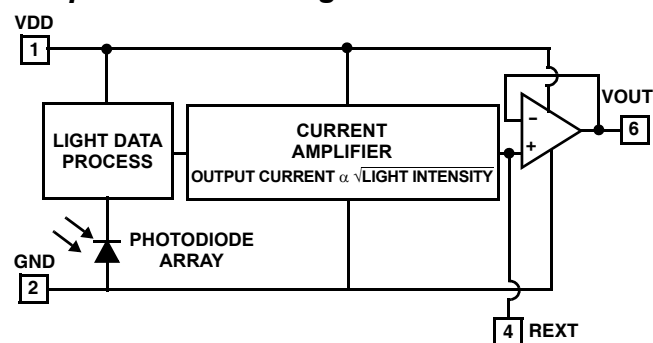 VDD
1
LIGHT DATA
PROCESS
CURRENT
AMPLIFIER
OUTPUT CURRENT α √LIGHT INTENSITY
−
+
VOUT
6
PHOTODIODE
ARRAY
GND
2
4 REXT